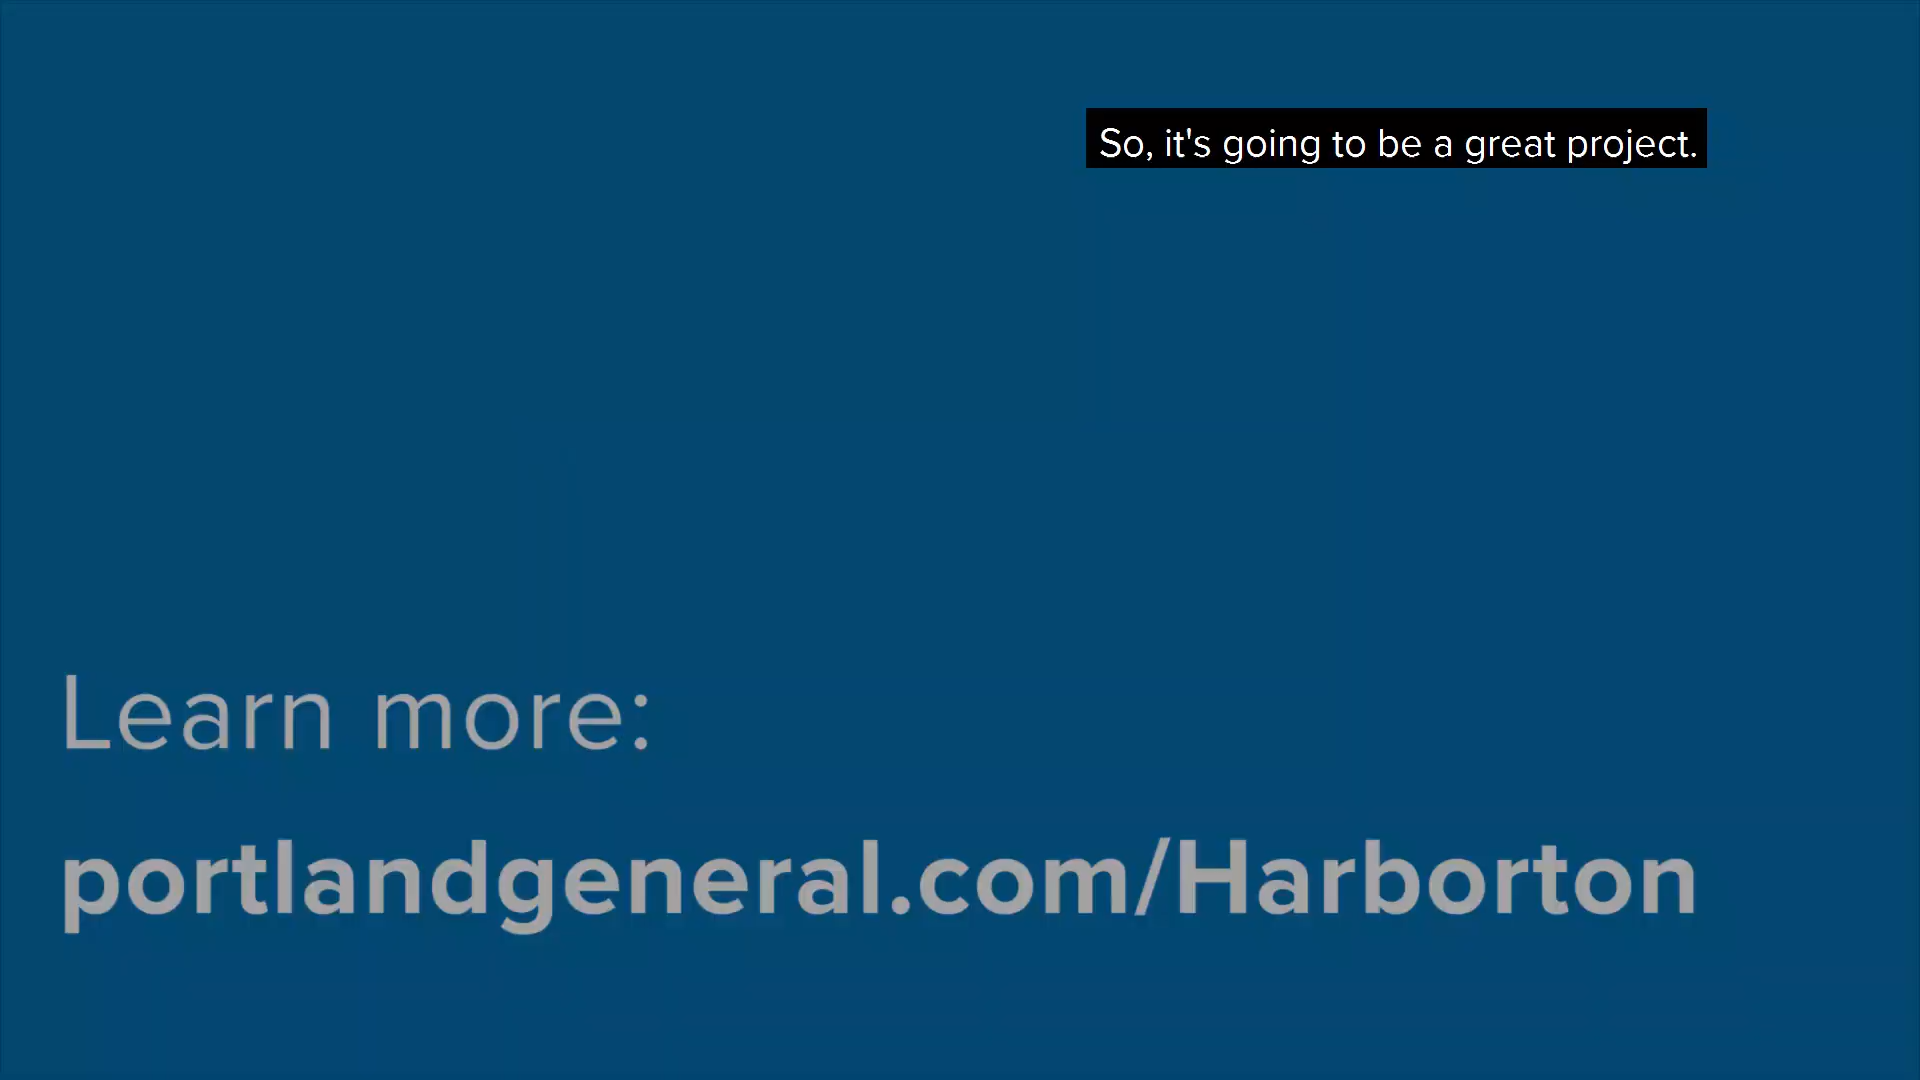 So, it's going to be a great project.
Learn more:
portlandgeneral.com/Harborton